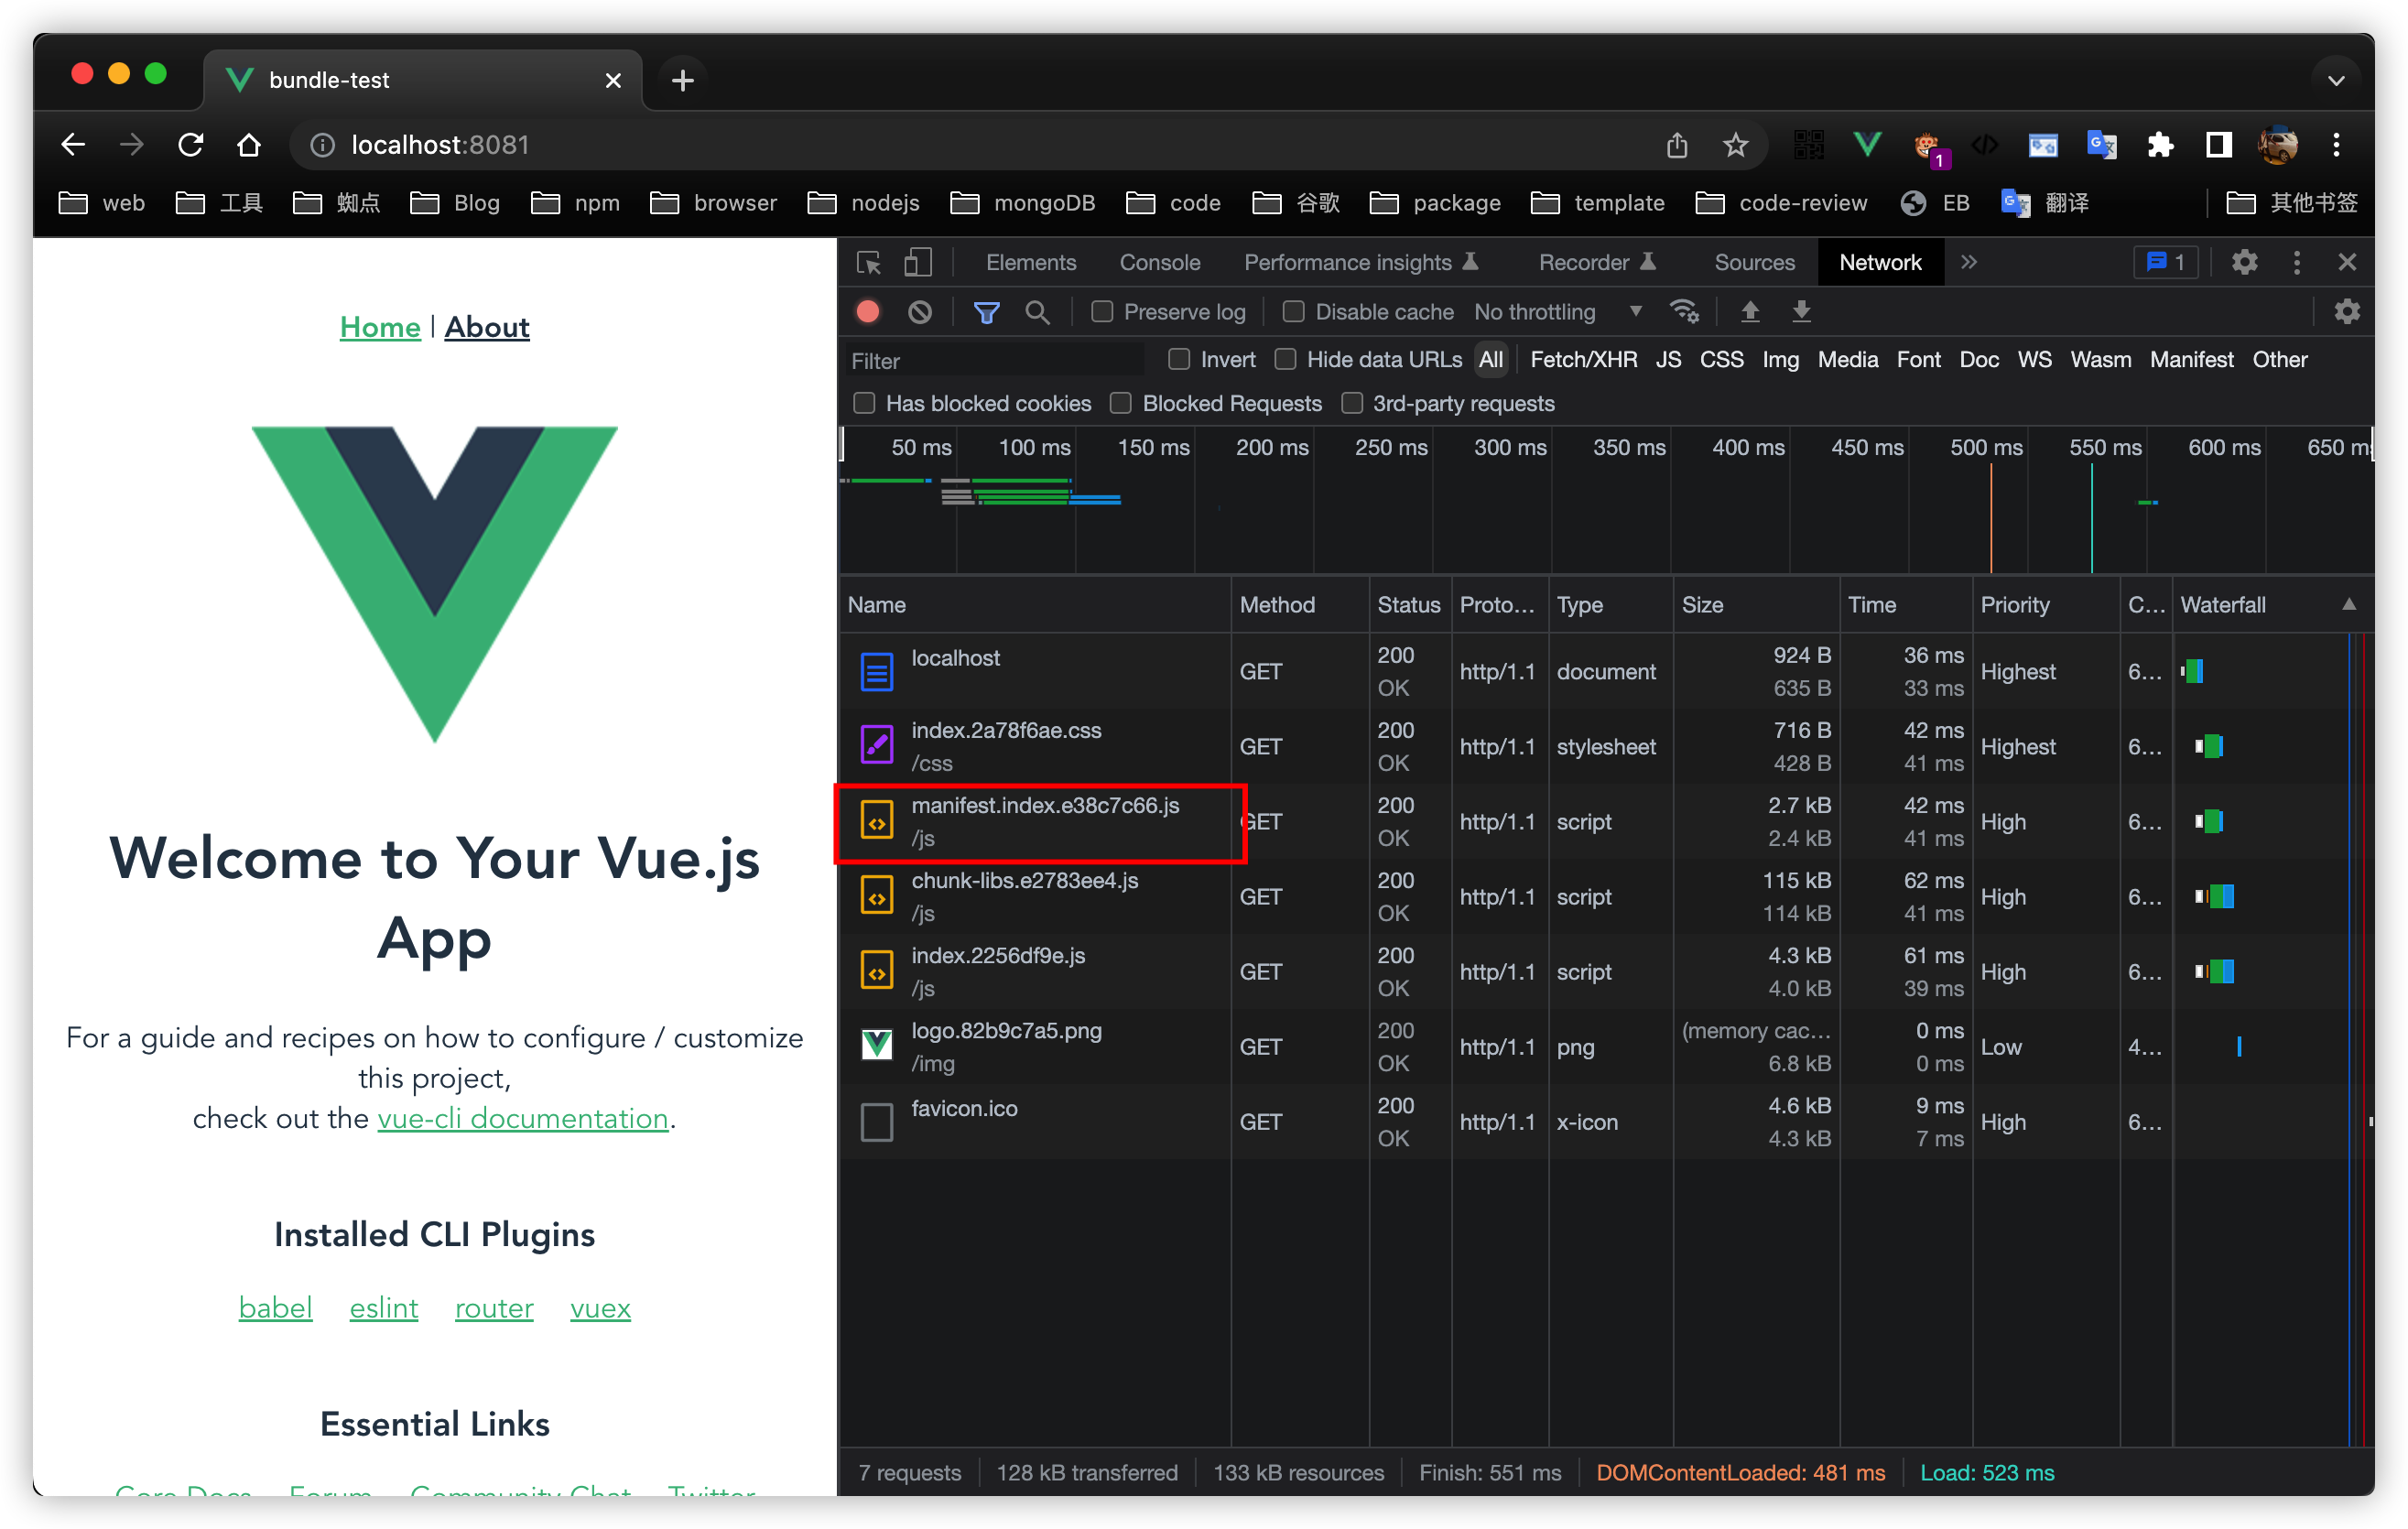 bundle-test
localhost:8081
1
web 工具 蜘点 Blog npm browser nodejs mongoDB code 谷歌 package template code-review EB 翻译 其他书签
Home | About
Welcome to Your Vue.js
App
For a guide and recipes on how to configure / customize
this project,
check out the vue-cli documentation.
Installed CLI Plugins
babel eslint router vuex
Essential Links
Core Docs Forum Community Chat Twitter
Elements Console Performance insights Recorder Sources Network 1
Preserve log Disable cache No throttling
Filter Invert Hide data URLs All Fetch/XHR JS CSS Img Media Font Doc WS Wasm Manifest Other
Has blocked cookies Blocked Requests 3rd-party requests
50 ms 100 ms 150 ms 200 ms 250 ms 300 ms 350 ms 400 ms 450 ms 500 ms 550 ms 600 ms 650 ms
Name Method Status Proto... Type Size Time Priority C... Waterfall
localhost GET 200 http/1.1 document 924 B 36 ms Highest 6...
OK 635 B 33 ms
index.2a78f6ae.css GET 200 http/1.1 stylesheet 716 B 42 ms Highest 6...
/css OK 428 B 41 ms
manifest.index.e38c7c66.js GET 200 http/1.1 script 2.7 kB 42 ms High 6...
/js OK 2.4 kB 41 ms
chunk-libs.e2783ee4.js GET 200 http/1.1 script 115 kB 62 ms High 6...
/js OK 114 kB 41 ms
index.2256df9e.js GET 200 http/1.1 script 4.3 kB 61 ms High 6...
/js OK 4.0 kB 39 ms
logo.82b9c7a5.png GET 200 http/1.1 png (memory cac... 0 ms Low 4...
/img OK 6.8 kB 0 ms
favicon.ico GET 200 http/1.1 x-icon 4.6 kB 9 ms High 6...
OK 4.3 kB 7 ms
7 requests 128 kB transferred 133 kB resources Finish: 551 ms DOMContentLoaded: 481 ms Load: 523 ms